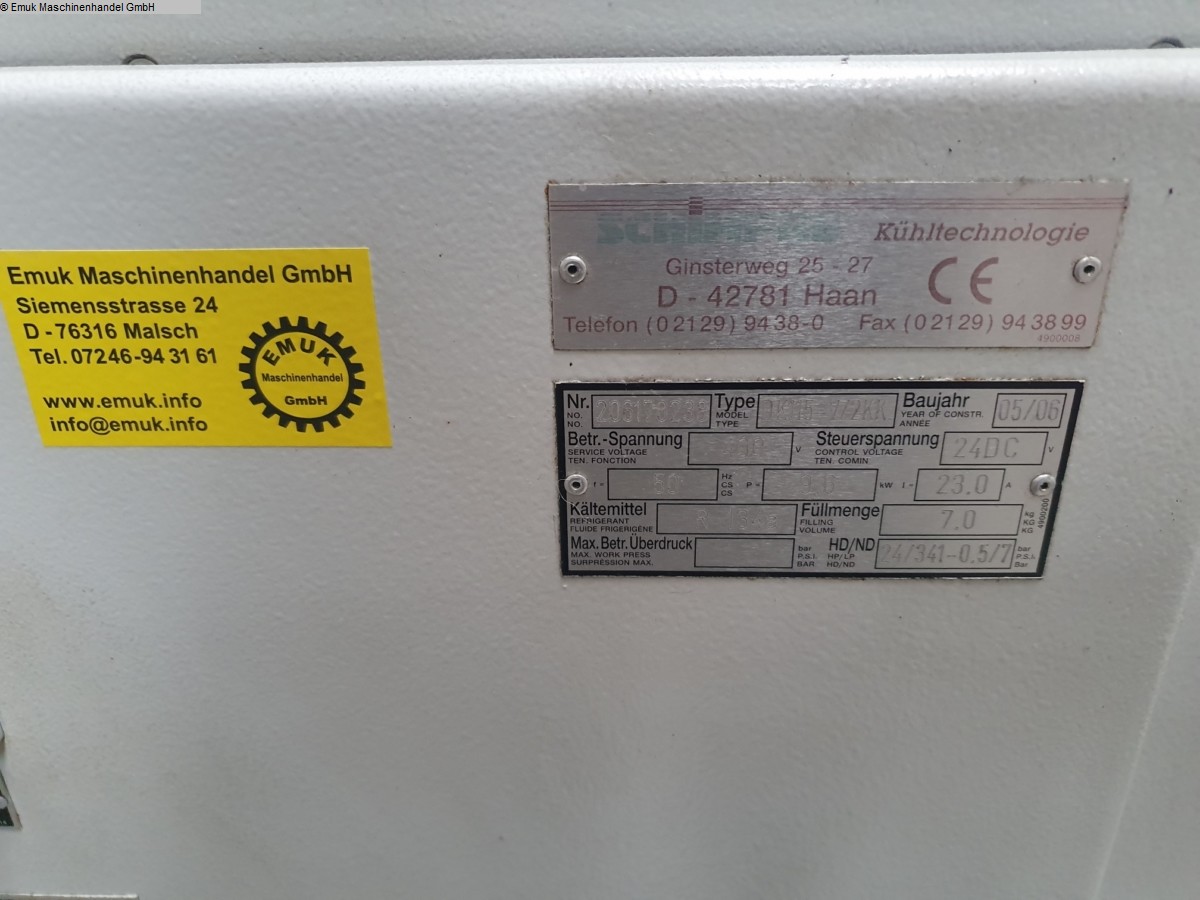 © Emuk Maschinenhandel GmbH
Emuk Maschinenhandel GmbH
Siemensstrasse 24
D - 76316 Malsch
Tel. 07246-94 31 61
www.emuk.info
info@emuk.info
EMUK
Maschinenhandel
GmbH
Kühltechnologie
Ginsterweg 25 - 27
D - 42781 Haan
CE
Telefon (02129) 9438-0 Fax (02129) 943899
4900008
Nr. Type Baujahr 05/06
NO. MODEL YEAR OF CONSTR.
NO. TYPE ANNÉE
Betr.-Spannung V Steuerspannung 24DC V
SERVICE VOLTAGE CONTROL VOLTAGE
TEN. FONCTION TEN. COMIN
f = Hz CS CS P = kW I = 23.0 A
Kältemittel Füllmenge 7.0 KG KG KG
REFRIGERANT FILLING
FLUIDE FRIGERIGÈNE VOLUME
4900200
Max. Betr. Überdruck bar HD/ND 24/341-0.5/7 bar
MAX. WORK PRESS P.S.I. HP/LP P.S.I.
SURPRESSION MAX. BAR HD/ND Bar